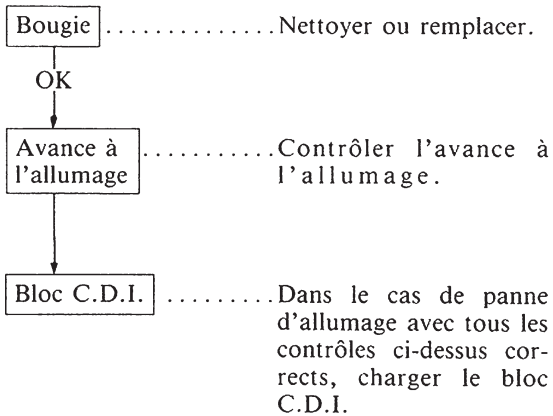 Bougie ............. Nettoyer ou remplacer.
OK
Avance à ............ Contrôler l'avance à
l'allumage l'allumage.
Bloc C.D.I. ......... Dans le cas de panne
d'allumage avec tous les
contrôles ci-dessus cor-
rects, charger le bloc
C.D.I.